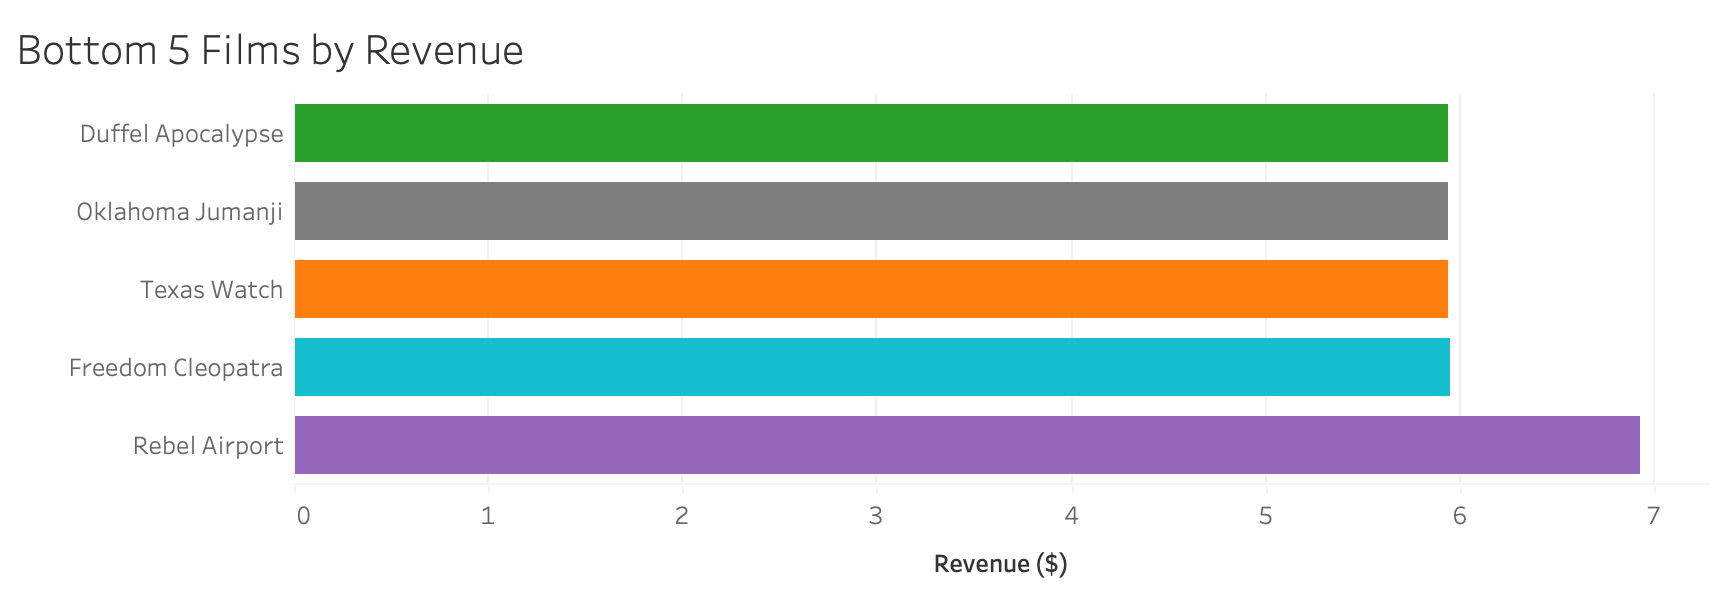 Bottom 5 Films by Revenue
Duffel Apocalypse
Oklahoma Jumanji
Texas Watch
Freedom Cleopatra
Rebel Airport
0 1 2 3 4 5 6 7
Revenue ($)